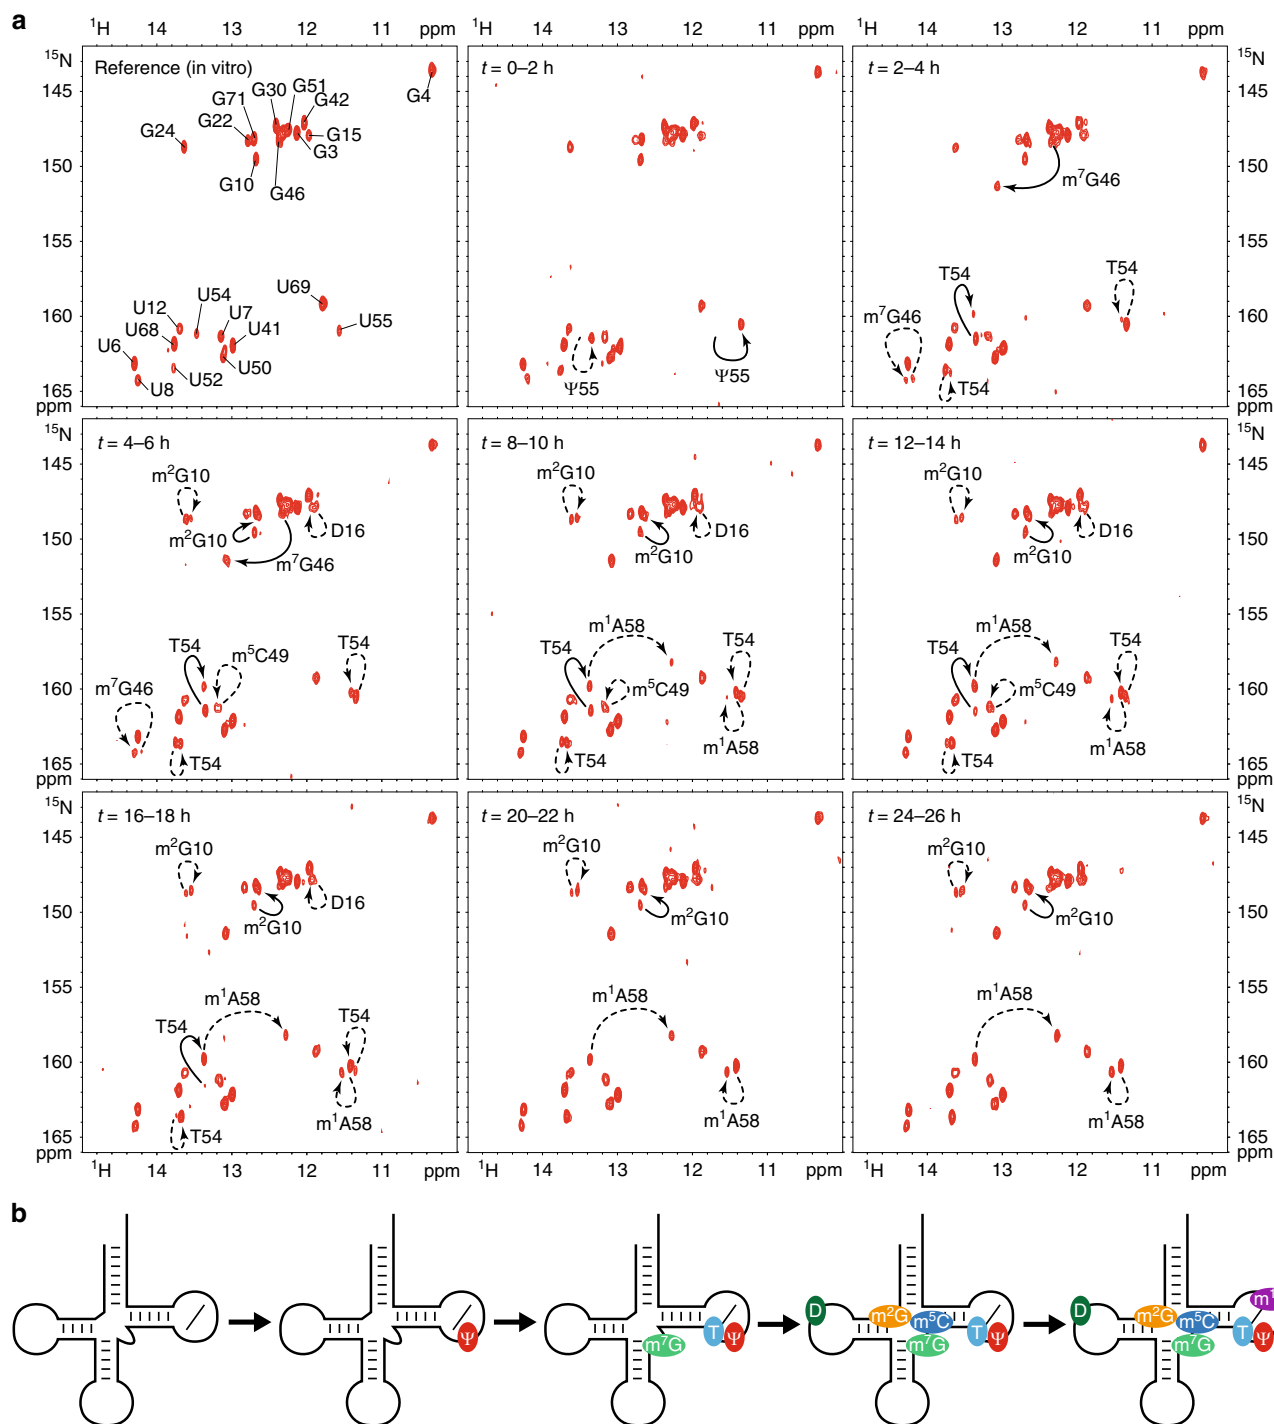 a
¹H 14 13 12 11 ppm
¹H 14 13 12 11 ppm
¹H 14 13 12 11 ppm
¹⁵N
145
150
155
160
165
ppm
Reference (in vitro)
G4
G30
G51
G71
G42
G22
G24
G15
G3
G10
G46
U69
U54
U12
U7
U55
U68
U41
U6
U50
U52
U8
t = 0–2 h
Ψ55
Ψ55
t = 2–4 h
m⁷G46
T54
T54
m⁷G46
T54
¹⁵N
145
150
155
160
165
ppm
¹⁵N
145
150
155
160
165
ppm
t = 4–6 h
m²G10
m²G10
D16
m⁷G46
T54
m⁵C49
T54
m⁷G46
T54
t = 8–10 h
m²G10
D16
m²G10
m¹A58
T54
T54
m⁵C49
m¹A58
T54
t = 12–14 h
m²G10
D16
m²G10
m¹A58
T54
T54
m⁵C49
m¹A58
T54
¹⁵N
145
150
155
160
165
ppm
¹⁵N
145
150
155
160
165
ppm
t = 16–18 h
m²G10
D16
m²G10
m¹A58
T54
T54
m¹A58
T54
t = 20–22 h
m²G10
m²G10
m¹A58
m¹A58
t = 24–26 h
m²G10
m²G10
m¹A58
m¹A58
¹⁵N
145
150
155
160
165
ppm
¹H 14 13 12 11 ppm
¹H 14 13 12 11 ppm
¹H 14 13 12 11 ppm
b
Ψ
m⁷G
T
Ψ
D
m²G
m⁵C
m⁷G
T
Ψ
D
m²G
m⁵C
m⁷G
T
Ψ